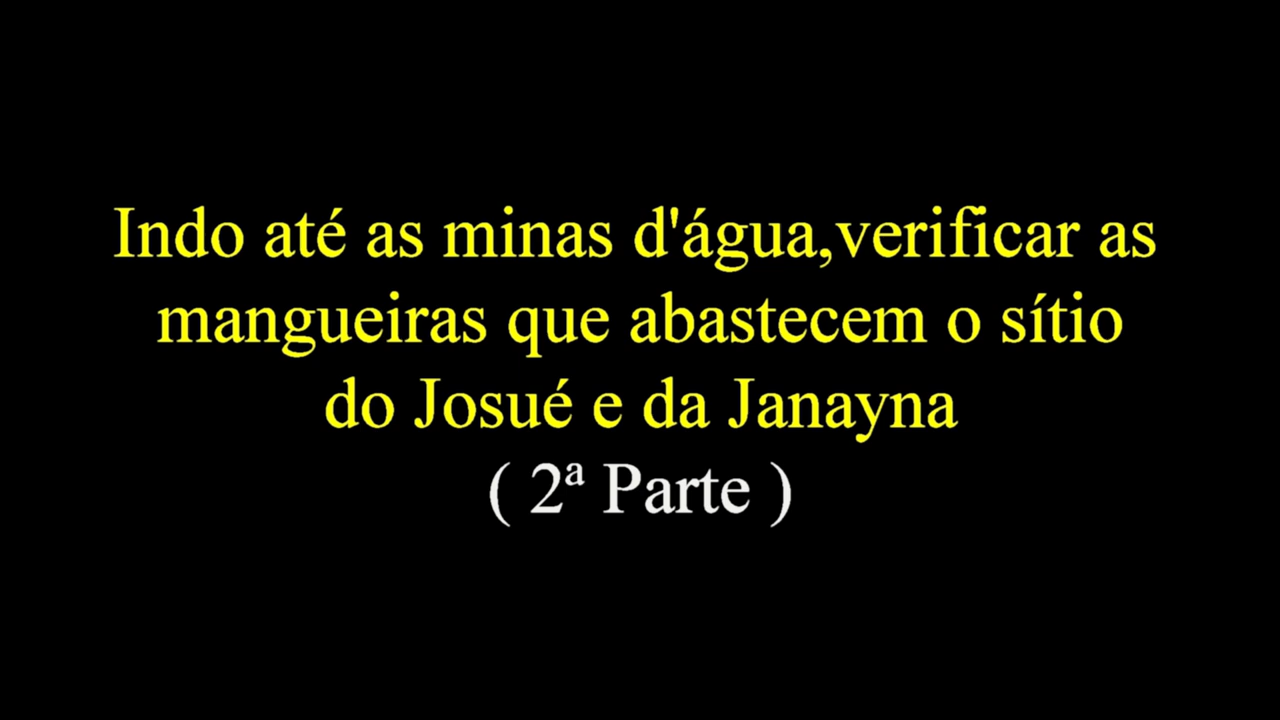 Indo até as minas d'água,verificar as
mangueiras que abastecem o sítio
do Josué e da Janayna
( 2ª Parte )